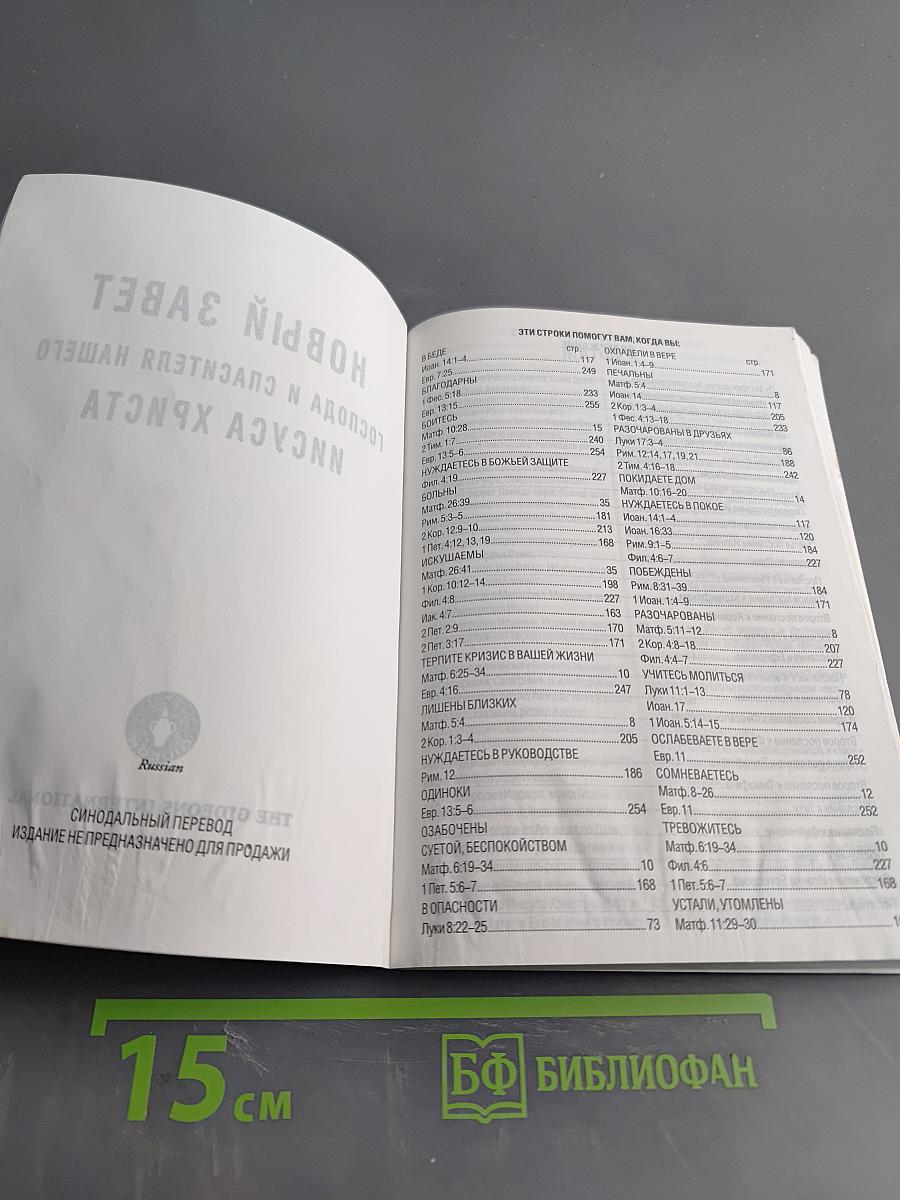 НОВЫЙ ЗАВЕТ
ГОСПОДА И СПАСИТЕЛЯ НАШЕГО
ИИСУСА ХРИСТА
Russian
THE GIDEONS INTERNATIONAL
СИНОДАЛЬНЫЙ ПЕРЕВОД
ИЗДАНИЕ НЕ ПРЕДНАЗНАЧЕНО ДЛЯ ПРОДАЖИ
ЭТИ СТРОКИ ПОМОГУТ ВАМ, КОГДА ВЫ:
В БЕДЕ стр.
Иоан. 14:1–4 117
Евр. 7:25 249
БЛАГОДАРНЫ
1 Фес. 5:18 233
Евр. 13:15 255
БОИТЕСЬ
Матф. 10:28 15
2 Тим. 1:7 240
Евр. 13:5–6 254
НУЖДАЕТЕСЬ В БОЖЬЕЙ ЗАЩИТЕ
Фил. 4:19 227
БОЛЬНЫ
Матф. 26:39 35
Рим. 5:3–5 181
2 Кор. 12:9–10 213
1 Пет. 4:12, 13, 19 168
ИСКУШАЕМЫ
Матф. 26:41 35
1 Кор. 10:12–14 198
Фил. 4:8 227
Иак. 4:7 163
2 Пет. 2:9 170
2 Пет. 3:17 171
ТЕРПИТЕ КРИЗИС В ВАШЕЙ ЖИЗНИ
Матф. 6:25–34 10
Евр. 4:16 247
ЛИШЕНЫ БЛИЗКИХ
Матф. 5:4 8
2 Кор. 1:3–4 205
НУЖДАЕТЕСЬ В РУКОВОДСТВЕ
Рим. 12 186
ОДИНОКИ
Евр. 13:5–6 254
ОЗАБОЧЕНЫ
СУЕТОЙ, БЕСПОКОЙСТВОМ
Матф. 6:19–34 10
1 Пет. 5:6–7 168
В ОПАСНОСТИ
Луки 8:22–25 73
ОХЛАДЕЛИ В ВЕРЕ стр.
1 Иоан. 1:4–9 171
ПЕЧАЛЬНЫ
Матф. 5:4 8
Иоан. 14 117
2 Кор. 1:3–4 205
1 Фес. 4:13–18 233
РАЗОЧАРОВАНЫ В ДРУЗЬЯХ
Луки 17:3–4 86
Рим. 12:14, 17, 19, 21 188
2 Тим. 4:16–18 242
ПОКИДАЕТЕ ДОМ
Матф. 10:16–20 14
НУЖДАЕТЕСЬ В ПОКОЕ
Иоан. 14:1–4 117
Иоан. 16:33 120
Рим. 9:1–5 184
Фил. 4:6–7 227
ПОБЕЖДЕНЫ
Рим. 8:31–39 184
1 Иоан. 1:4–9 171
РАЗОЧАРОВАНЫ
Матф. 5:11–12 8
2 Кор. 4:8–18 207
Фил. 4:4–7 227
УЧИТЕСЬ МОЛИТЬСЯ
Луки 11:1–13 78
Иоан. 17 120
1 Иоан. 5:14–15 174
ОСЛАБЕВАЕТЕ В ВЕРЕ
Евр. 11 252
СОМНЕВАЕТЕСЬ
Матф. 8–26 12
Евр. 11 252
ТРЕВОЖИТЕСЬ
Матф. 6:19–34 10
Фил. 4:6 227
1 Пет. 5:6–7 168
УСТАЛИ, УТОМЛЕНЫ
Матф. 11:29–30
15 см
БФ БИБЛИОФАН